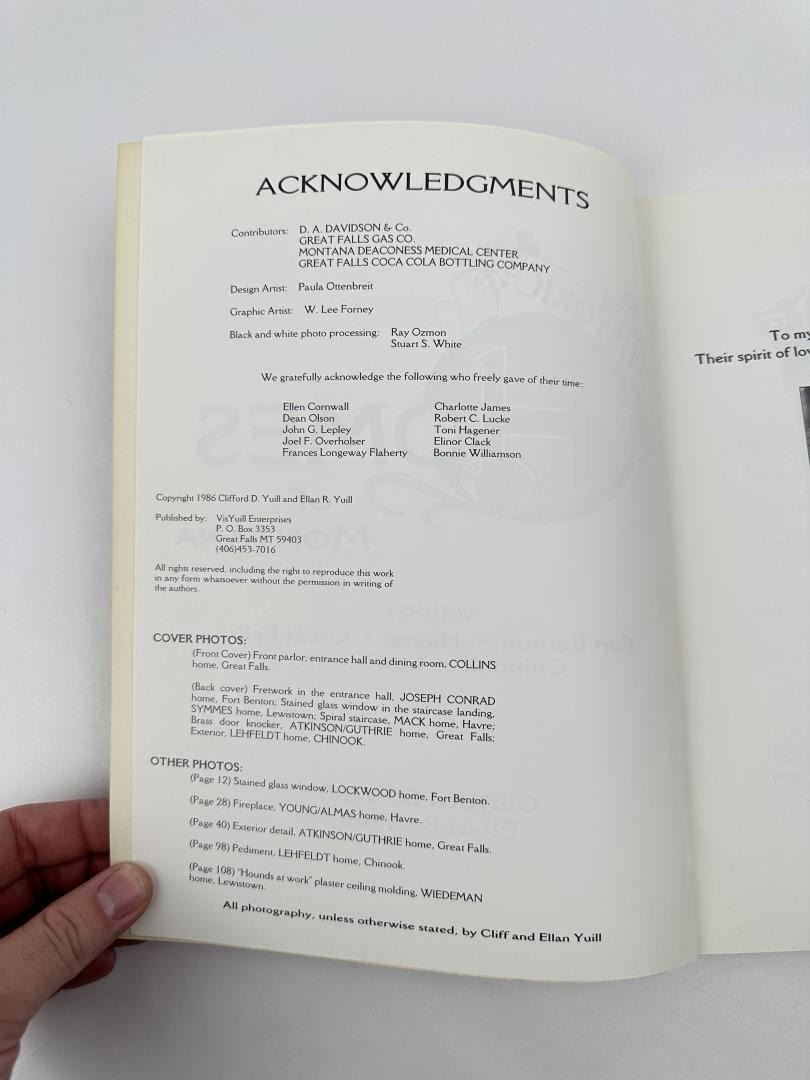 ACKNOWLEDGMENTS
Contributors: D. A. DAVIDSON & Co.
GREAT FALLS GAS CO.
MONTANA DEACONESS MEDICAL CENTER
GREAT FALLS COCA COLA BOTTLING COMPANY
Design Artist: Paula Ottenbreit
Graphic Artist: W. Lee Forney
Black and white photo processing: Ray Ozmon
Stuart S. White
We gratefully acknowledge the following who freely gave of their time:
Ellen Cornwall Charlotte James
Dean Olson Robert C. Lucke
John G. Lepley Toni Hagener
Joel F. Overholser Elinor Clack
Frances Longeway Flaherty Bonnie Williamson
Copyright 1986 Clifford D. Yuill and Ellan R. Yuill
Published by: VisYuill Enterprises
P. O. Box 3353
Great Falls MT 59403
(406)453-7016
All rights reserved, including the right to reproduce this work
in any form whatsoever without the permission in writing of
the authors.
COVER PHOTOS:
(Front Cover) Front parlor, entrance hall and dining room, COLLINS
home, Great Falls.
(Back cover) Fretwork in the entrance hall, JOSEPH CONRAD
home, Fort Benton; Stained glass window in the staircase landing,
SYMMES home, Lewistown; Spiral staircase, MACK home, Havre;
Brass door knocker, ATKINSON/GUTHRIE home, Great Falls;
Exterior, LEHFELDT home, CHINOOK.
OTHER PHOTOS:
(Page 12) Stained glass window, LOCKWOOD home, Fort Benton.
(Page 28) Fireplace, YOUNG/ALMAS home, Havre.
(Page 40) Exterior detail, ATKINSON/GUTHRIE home, Great Falls.
(Page 98) Pediment, LEHFELDT home, Chinook.
(Page 108) "Hounds at work" plaster ceiling molding, WIEDEMAN
home, Lewistown.
All photography, unless otherwise stated, by Cliff and Ellan Yuill
To my
Their spirit of lo